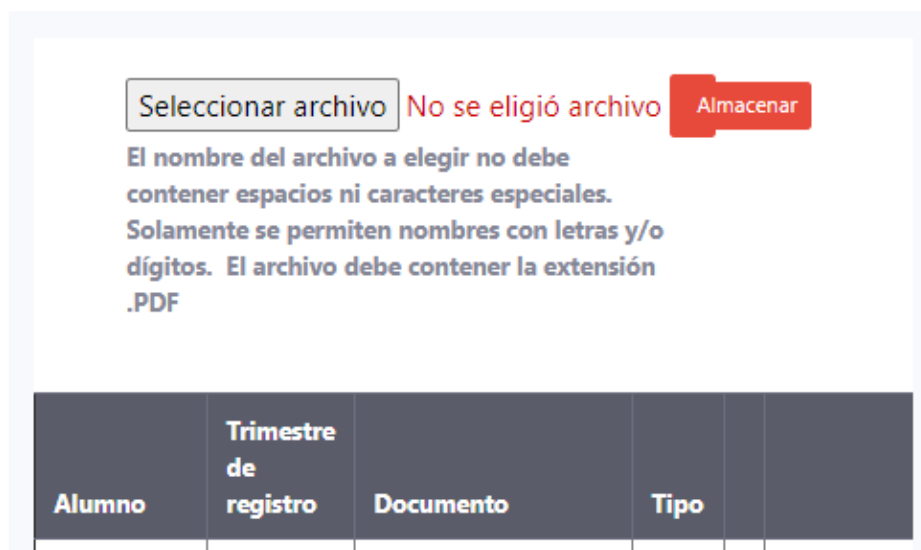 Seleccionar archivo No se eligió archivo Almacenar
El nombre del archivo a elegir no debe
contener espacios ni caracteres especiales.
Solamente se permiten nombres con letras y/o
dígitos.  El archivo debe contener la extensión
.PDF
Trimestre
de
Alumno registro Documento Tipo